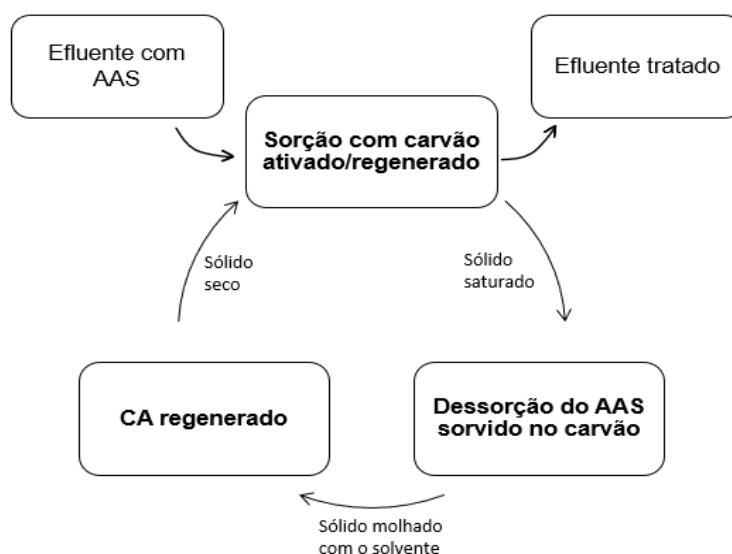 Efluente com
AAS
Efluente tratado
Sorção com carvão
ativado/regenerado
Sólido
seco
Sólido
saturado
CA regenerado
Dessorção do AAS
sorvido no carvão
Sólido molhado
com o solvente